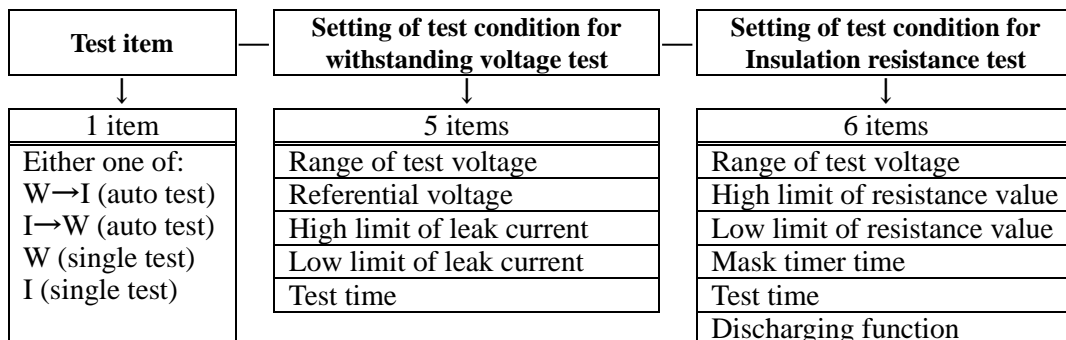 Test item
—
Setting of test condition for
withstanding voltage test
—
Setting of test condition for
Insulation resistance test
↓
↓
↓
1 item
Either one of:
W→I (auto test)
I→W (auto test)
W (single test)
I (single test)
5 items
Range of test voltage
Referential voltage
High limit of leak current
Low limit of leak current
Test time
6 items
Range of test voltage
High limit of resistance value
Low limit of resistance value
Mask timer time
Test time
Discharging function